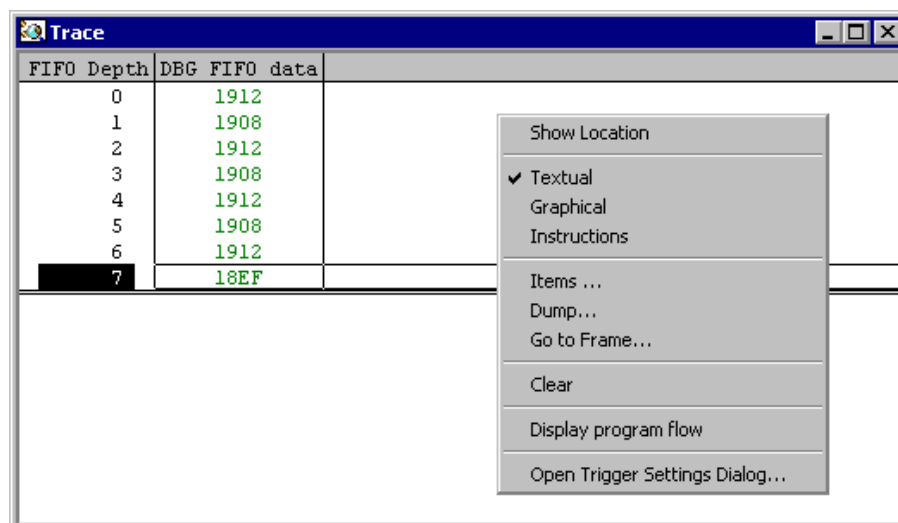 Trace
FIFO Depth DBG FIFO data
0 1912
1 1908
2 1912
3 1908
4 1912
5 1908
6 1912
7 18EF
Show Location
Textual
Graphical
Instructions
Items ...
Dump...
Go to Frame...
Clear
Display program flow
Open Trigger Settings Dialog...